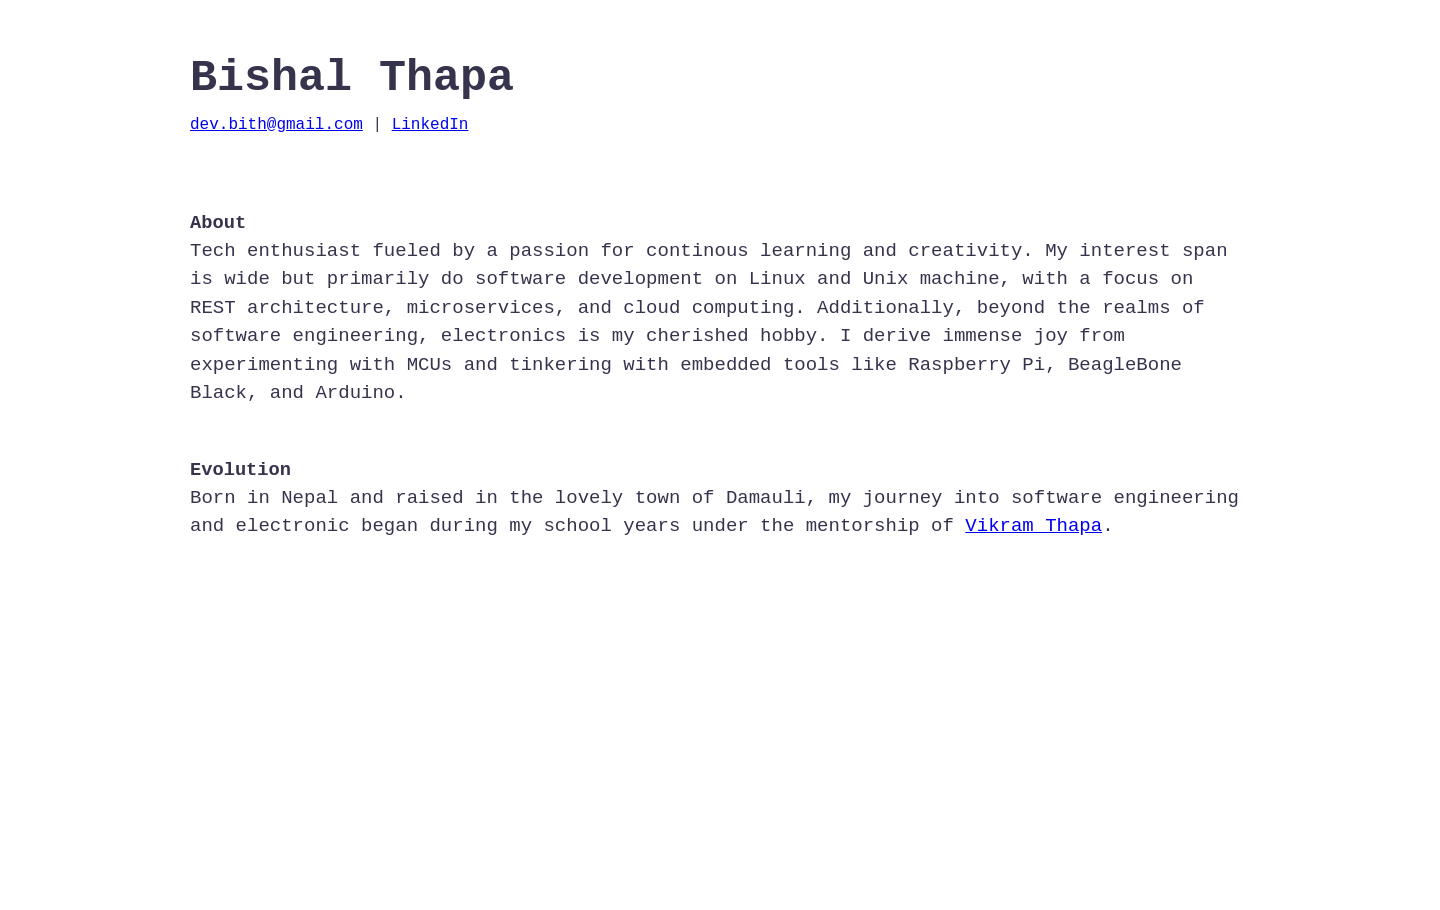 Bishal Thapa
dev.bith@gmail.com | LinkedIn
About
Tech enthusiast fueled by a passion for continous learning and creativity. My interest span
is wide but primarily do software development on Linux and Unix machine, with a focus on
REST architecture, microservices, and cloud computing. Additionally, beyond the realms of
software engineering, electronics is my cherished hobby. I derive immense joy from
experimenting with MCUs and tinkering with embedded tools like Raspberry Pi, BeagleBone
Black, and Arduino.
Evolution
Born in Nepal and raised in the lovely town of Damauli, my journey into software engineering
and electronic began during my school years under the mentorship of Vikram Thapa.